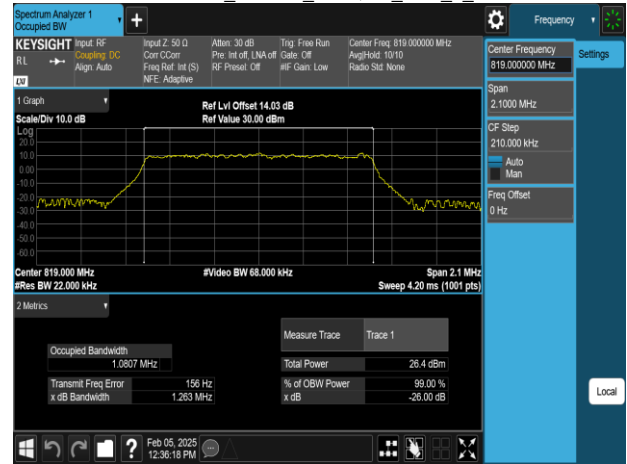 Spectrum Analyzer 1
Occupied BW
Frequency
KEYSIGHT Input: RF Input Z: 50 Ω Atten: 30 dB Trig: Free Run Center Freq: 819.000000 MHz
RL Coupling: DC Corr CCorr Pre: Int off, LNA off Gate: Off Avg|Hold: 10/10
Align: Auto Freq Ref: Int (S) RF Presel: Off #IF Gain: Low Radio Std: None
NFE: Adaptive
LXI
Center Frequency
819.000000 MHz
Settings
Span
2.1000 MHz
CF Step
210.000 kHz
Auto
Man
Freq Offset
0 Hz
Local
1 Graph
Ref Lvl Offset 14.03 dB
Scale/Div 10.0 dB Ref Value 30.00 dBm
Log
20.0
10.0
0.00
-10.0
-20.0
-30.0
-40.0
-50.0
-60.0
Center 819.000 MHz #Video BW 68.000 kHz Span 2.1 MHz
#Res BW 22.000 kHz Sweep 4.20 ms (1001 pts)
2 Metrics
Measure Trace Trace 1
Occupied Bandwidth
1.0807 MHz
Total Power 26.4 dBm
Transmit Freq Error 156 Hz % of OBW Power 99.00 %
x dB Bandwidth 1.263 MHz x dB -26.00 dB
? Feb 05, 2025
12:36:18 PM